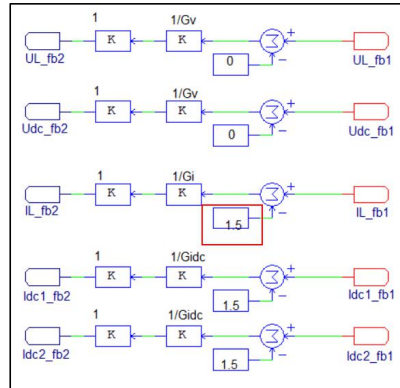 1 1/Gv
K K Σ +
UL_fb2 0 − UL_fb1
1 1/Gv
K K Σ +
Udc_fb2 0 − Udc_fb1
1 1/Gi
K K Σ +
IL_fb2 1.5 − IL_fb1
1 1/Gidc
K K Σ +
Idc1_fb2 1.5 − Idc1_fb1
1 1/Gidc
K K Σ +
Idc2_fb2 1.5 − Idc2_fb1